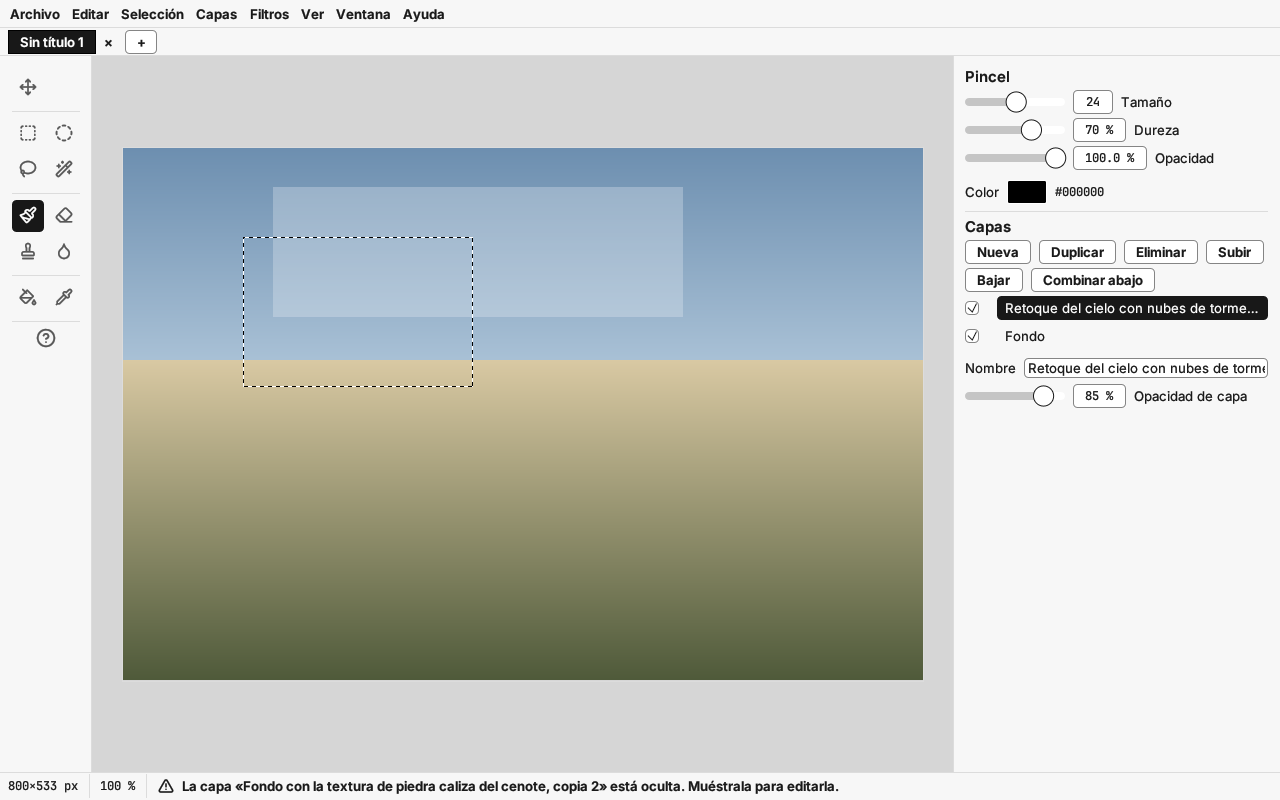 Archivo Editar Selección Capas Filtros Ver Ventana Ayuda
Sin título 1 × +
Pincel
24 Tamaño
70 % Dureza
100.0 % Opacidad
Color #000000
Capas
Nueva Duplicar Eliminar Subir
Bajar Combinar abajo
Retoque del cielo con nubes de torme…
Fondo
Nombre Retoque del cielo con nubes de torme
85 % Opacidad de capa
800×533 px 100 % La capa «Fondo con la textura de piedra caliza del cenote, copia 2» está oculta. Muéstrala para editarla.